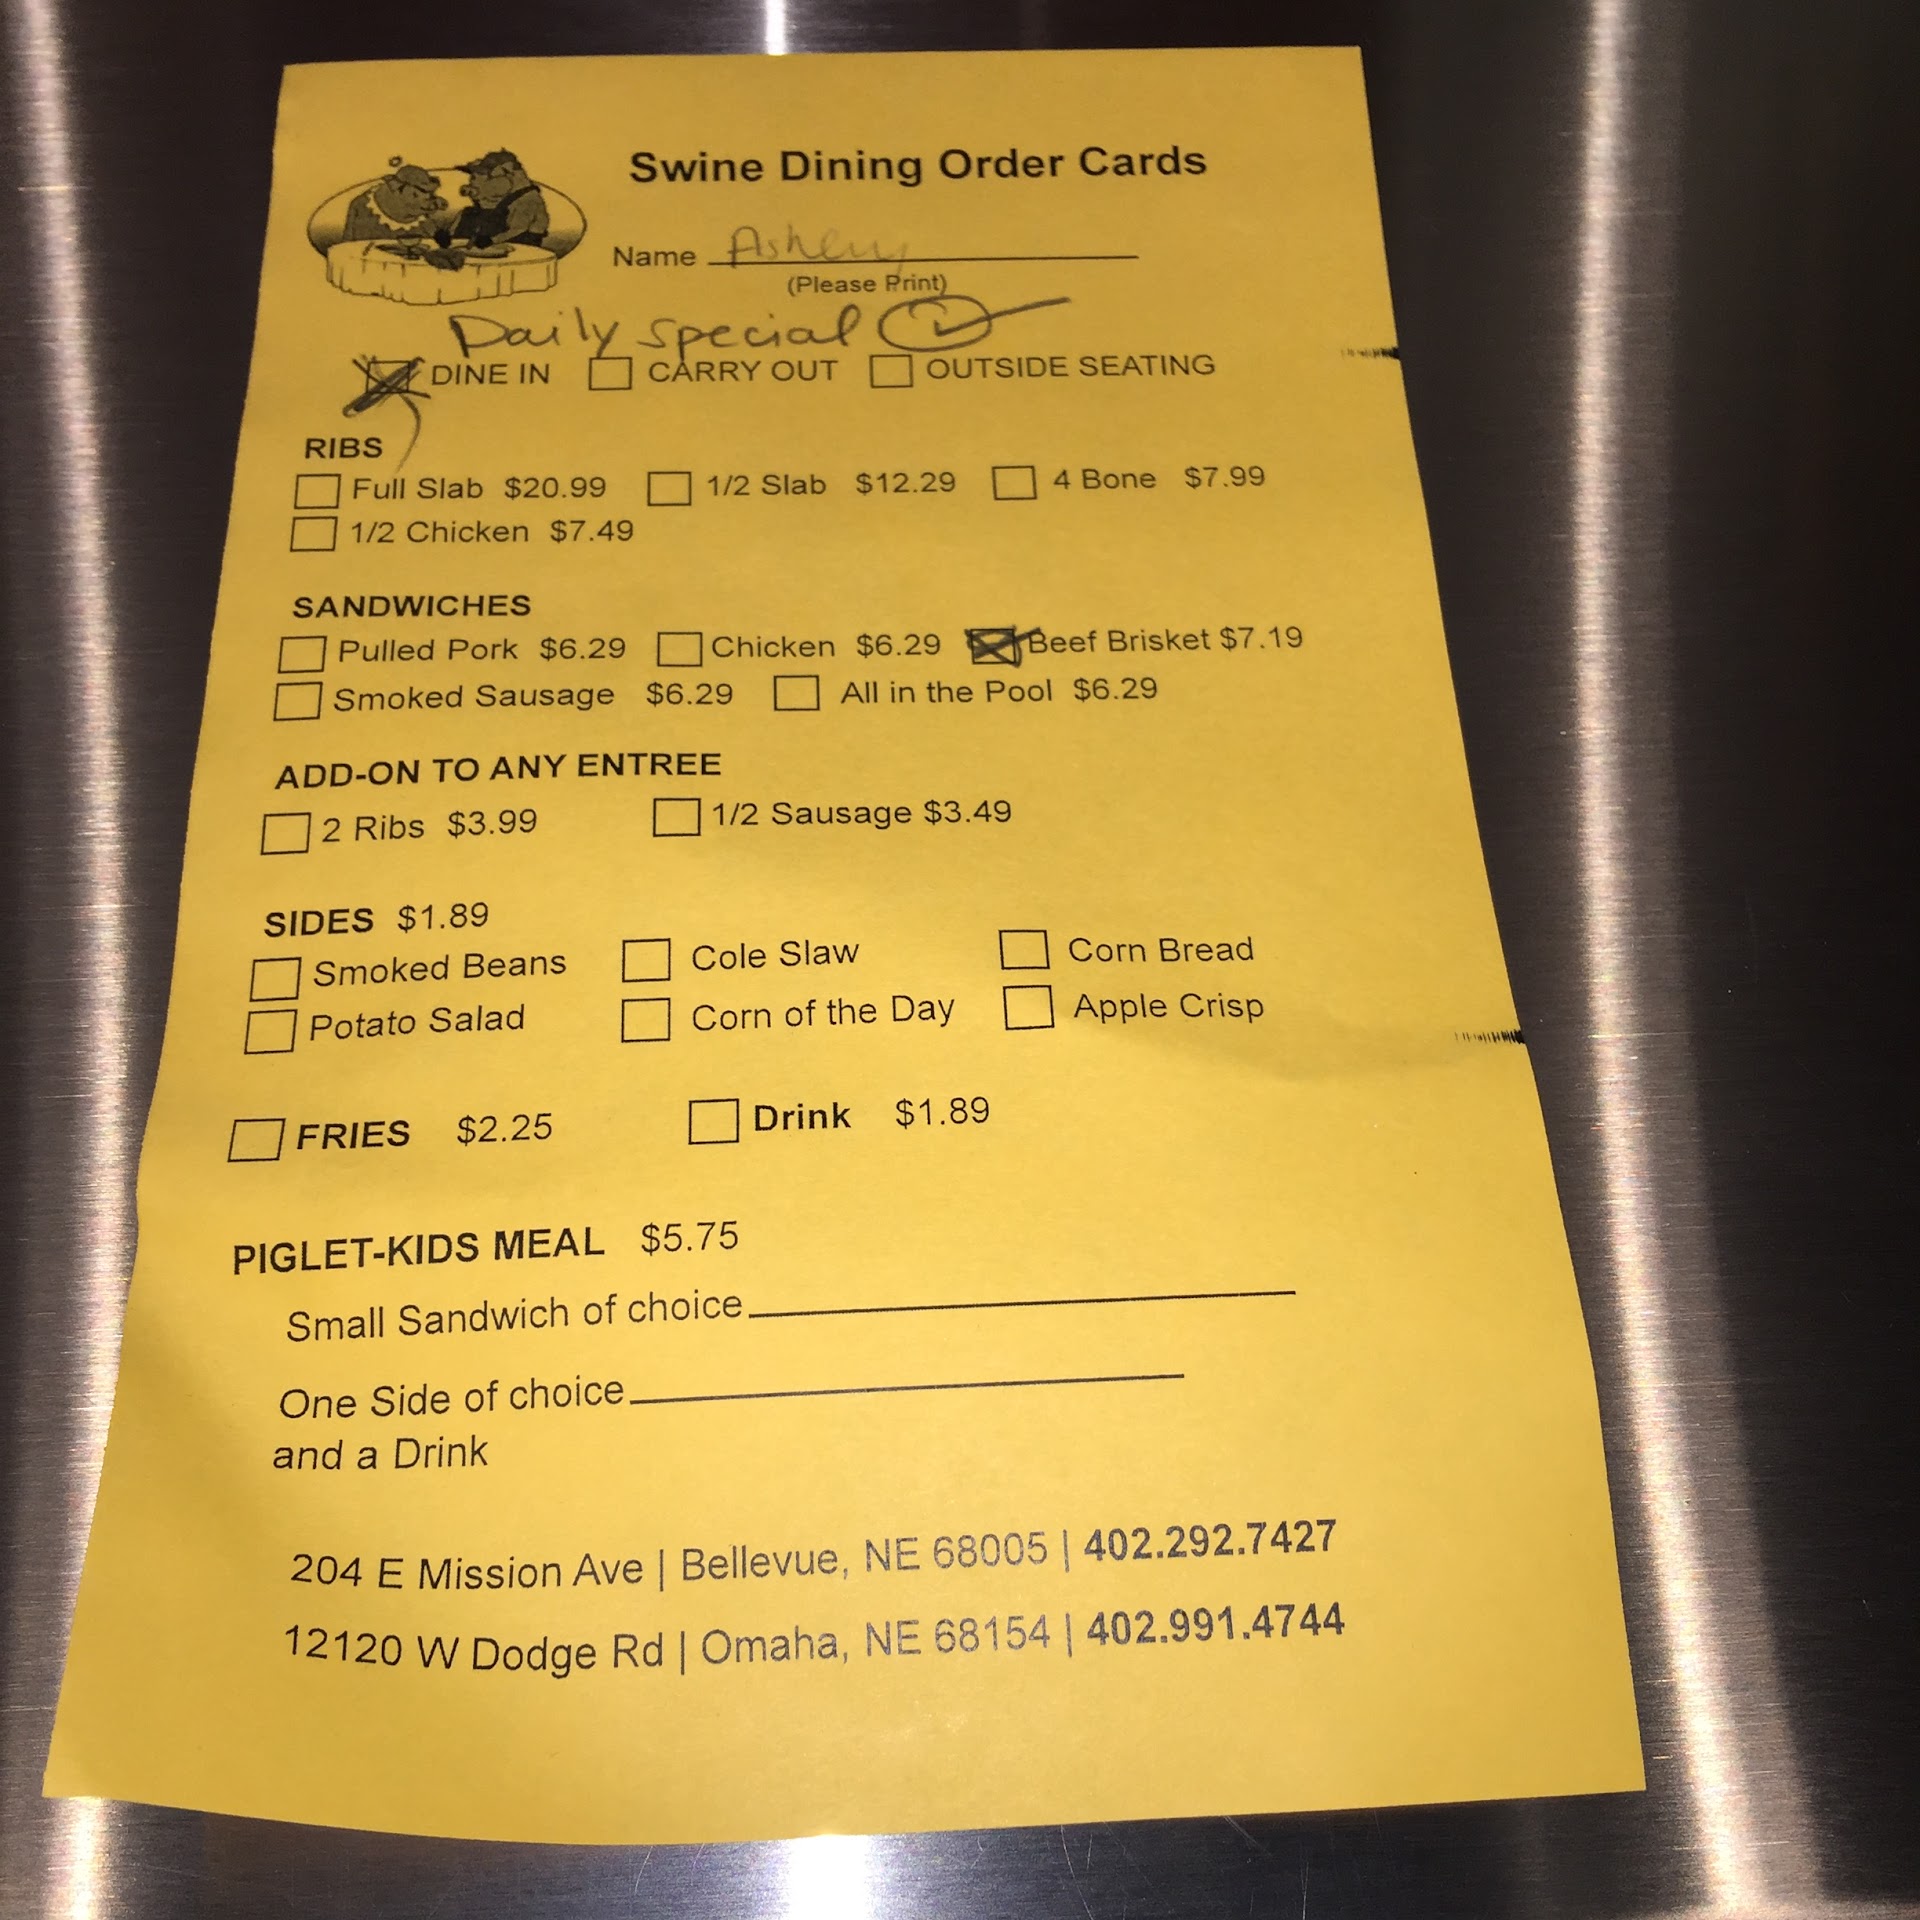 Swine Dining Order Cards
Name Ashley
(Please Print)
Daily special
DINE IN CARRY OUT OUTSIDE SEATING
RIBS
Full Slab $20.99 1/2 Slab $12.29 4 Bone $7.99
1/2 Chicken $7.49
SANDWICHES
Pulled Pork $6.29 Chicken $6.29 Beef Brisket $7.19
Smoked Sausage $6.29 All in the Pool $6.29
ADD-ON TO ANY ENTREE
2 Ribs $3.99 1/2 Sausage $3.49
SIDES $1.89
Smoked Beans Cole Slaw Corn Bread
Potato Salad Corn of the Day Apple Crisp
FRIES $2.25 Drink $1.89
PIGLET-KIDS MEAL $5.75
Small Sandwich of choice
One Side of choice
and a Drink
204 E Mission Ave | Bellevue, NE 68005 | 402.292.7427
12120 W Dodge Rd | Omaha, NE 68154 | 402.991.4744